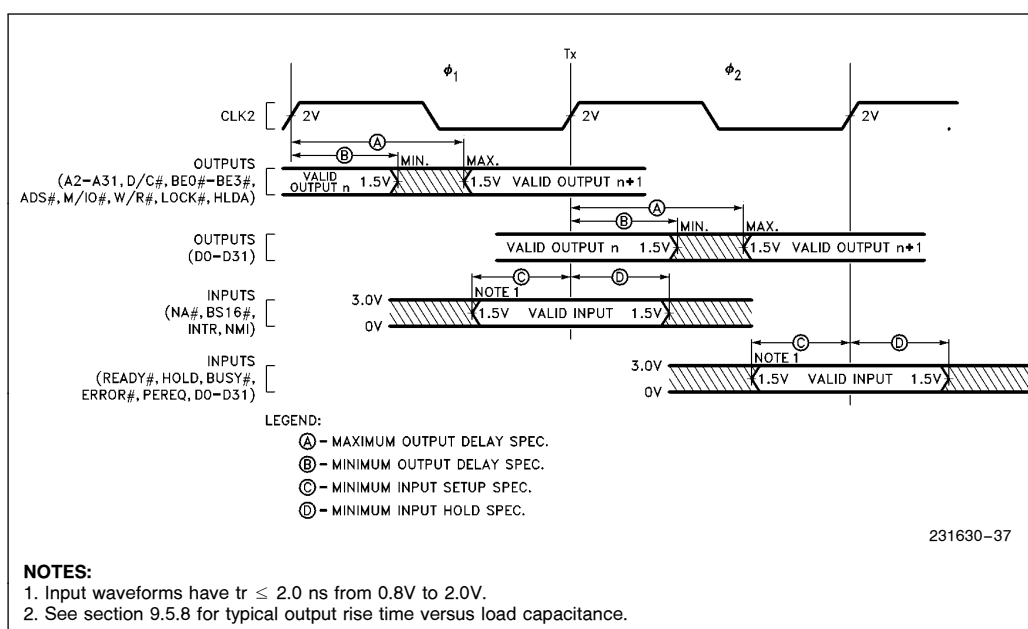 Tx
ϕ1 ϕ2
CLK2 2V 2V 2V
A
B
OUTPUTS
(A2–A31, D/C#, BE0#–BE3#,
ADS#, M/IO#, W/R#, LOCK#, HLDA)
VALID
OUTPUT n 1.5V MIN. MAX. 1.5V VALID OUTPUT n+1
A
B
OUTPUTS
(D0–D31)
VALID OUTPUT n 1.5V MIN. MAX. 1.5V VALID OUTPUT n+1
C D
INPUTS
(NA#, BS16#,
INTR, NMI)
3.0V
0V
NOTE 1
1.5V VALID INPUT 1.5V
C D
INPUTS
(READY#, HOLD, BUSY#,
ERROR#, PEREQ, D0–D31)
3.0V
0V
NOTE 1
1.5V VALID INPUT 1.5V
LEGEND:
A – MAXIMUM OUTPUT DELAY SPEC.
B – MINIMUM OUTPUT DELAY SPEC.
C – MINIMUM INPUT SETUP SPEC.
D – MINIMUM INPUT HOLD SPEC.
231630–37
NOTES:
1. Input waveforms have tr ≤ 2.0 ns from 0.8V to 2.0V.
2. See section 9.5.8 for typical output rise time versus load capacitance.